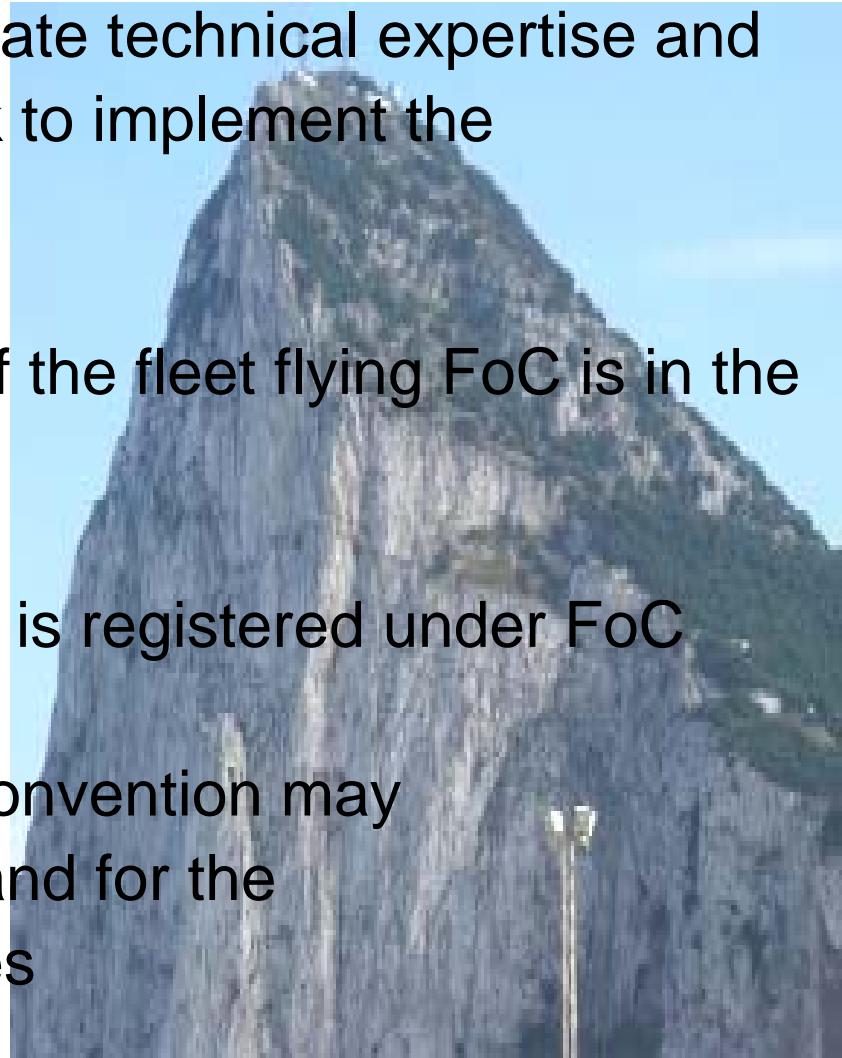 ate technical expertise and
to implement the
f the fleet flying FoC is in the
is registered under FoC
onvention may
and for the
es